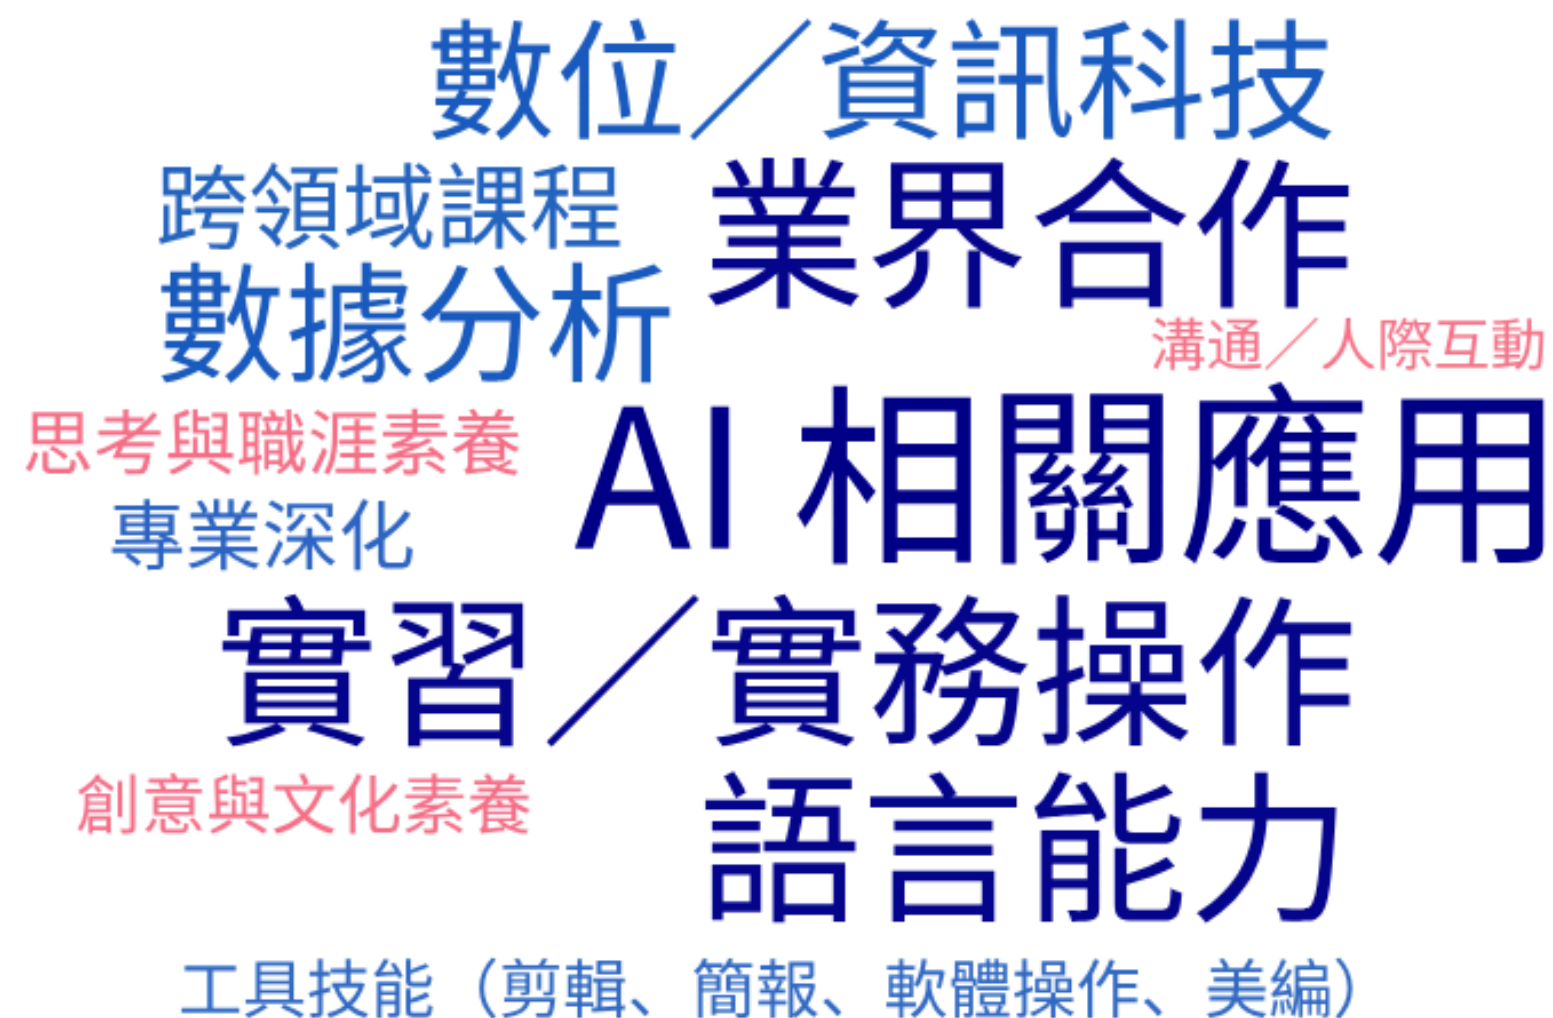 數位／資訊科技
跨領域課程
業界合作
數據分析
溝通／人際互動
思考與職涯素養
AI 相關應用
專業深化
實習／實務操作
創意與文化素養
語言能力
工具技能（剪輯、簡報、軟體操作、美編）